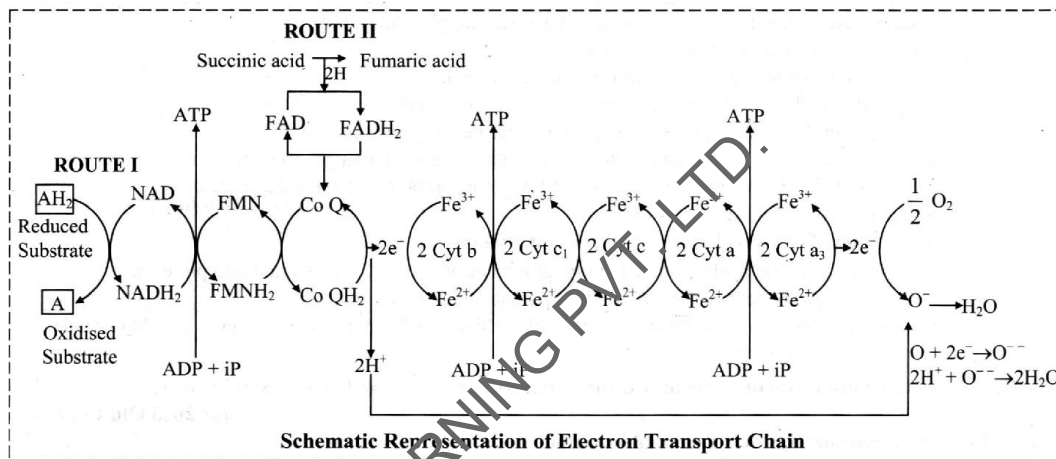 ROUTE II
Succinic acid → Fumaric acid
2H
ATP ATP ATP
FAD FADH₂
ROUTE I
AH₂ NAD FMN Co Q Fe³⁺ Fe³⁺ Fe³⁺ Fe³⁺ Fe³⁺ 1/2 O₂
Reduced
Substrate
2e⁻ 2 Cyt b 2 Cyt c₁ 2 Cyt c 2 Cyt a 2 Cyt a₃ 2e⁻
A NADH₂ FMNH₂ Co QH₂ Fe²⁺ Fe²⁺ Fe²⁺ Fe²⁺ Fe²⁺ O⁻ → H₂O
Oxidised
Substrate
ADP + iP 2H⁺ ADP + iP ADP + iP
O + 2e⁻ → O⁻⁻
2H⁺ + O⁻⁻ → 2H₂O
Schematic Representation of Electron Transport Chain
PVT. LTD.